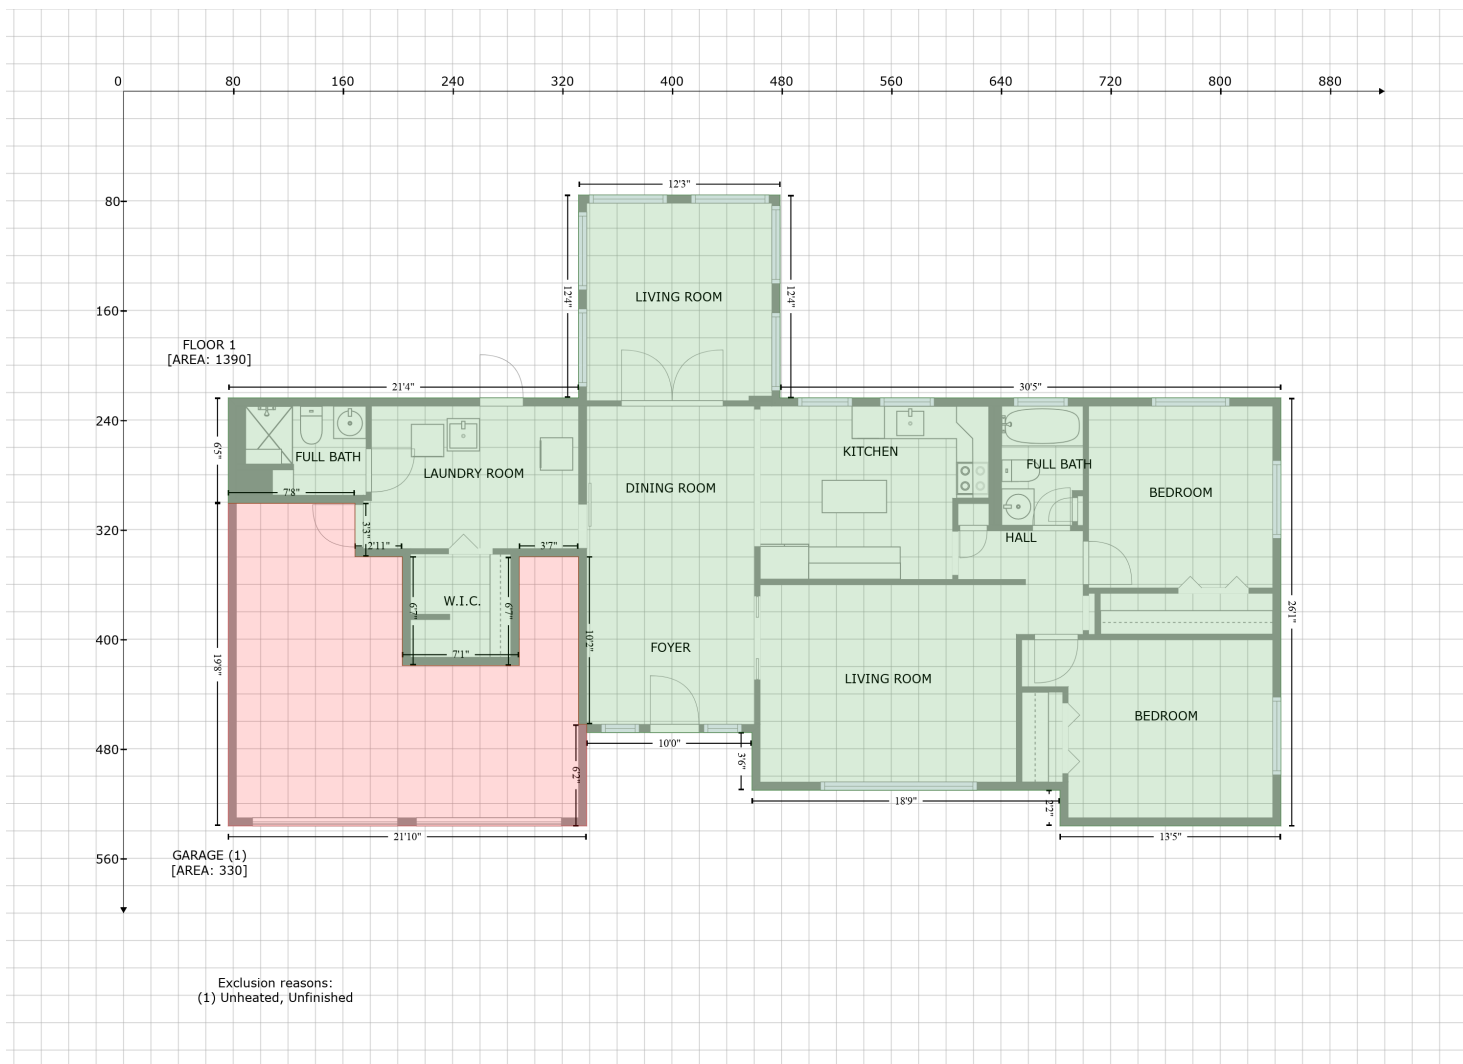 0 80 160 240 320 400 480 560 640 720 800 880
12'3"
80
LIVING ROOM
12'4"
12'4"
160
FLOOR 1
[AREA: 1390]
21'4"
30'5"
240
6'5"
FULL BATH
LAUNDRY ROOM
DINING ROOM
KITCHEN
FULL BATH
BEDROOM
7'8"
320
3'3"
2'11"
3'7"
HALL
W.I.C.
6'7"
6'7"
26'1"
400
19'8"
7'1"
10'2"
FOYER
LIVING ROOM
BEDROOM
480
10'0"
3'6"
6'2"
18'9"
2'2"
21'10"
13'5"
560
GARAGE (1)
[AREA: 330]
Exclusion reasons:
(1) Unheated, Unfinished